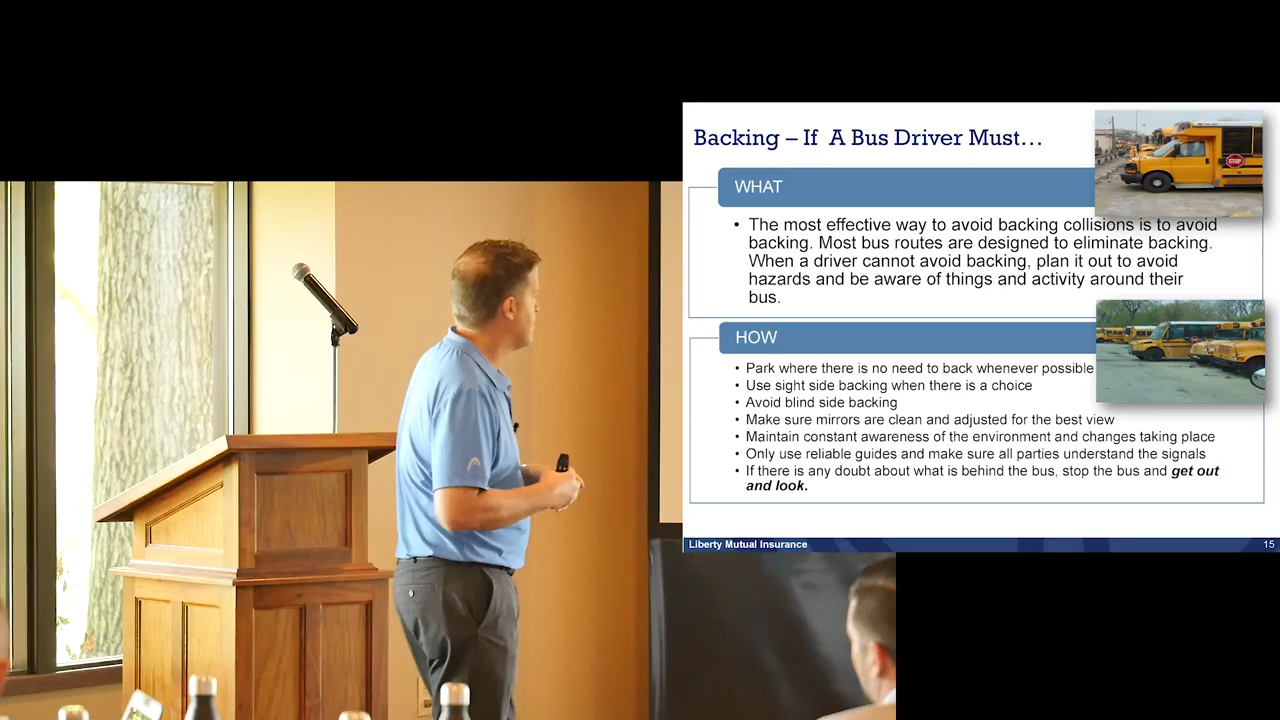 Backing – If A Bus Driver Must…
WHAT
• The most effective way to avoid backing collisions is to avoid
backing. Most bus routes are designed to eliminate backing.
When a driver cannot avoid backing, plan it out to avoid
hazards and be aware of things and activity around their
bus.
HOW
• Park where there is no need to back whenever possible
• Use sight side backing when there is a choice
• Avoid blind side backing
• Make sure mirrors are clean and adjusted for the best view
• Maintain constant awareness of the environment and changes taking place
• Only use reliable guides and make sure all parties understand the signals
• If there is any doubt about what is behind the bus, stop the bus and get out
and look.
STOP
Liberty Mutual Insurance
15